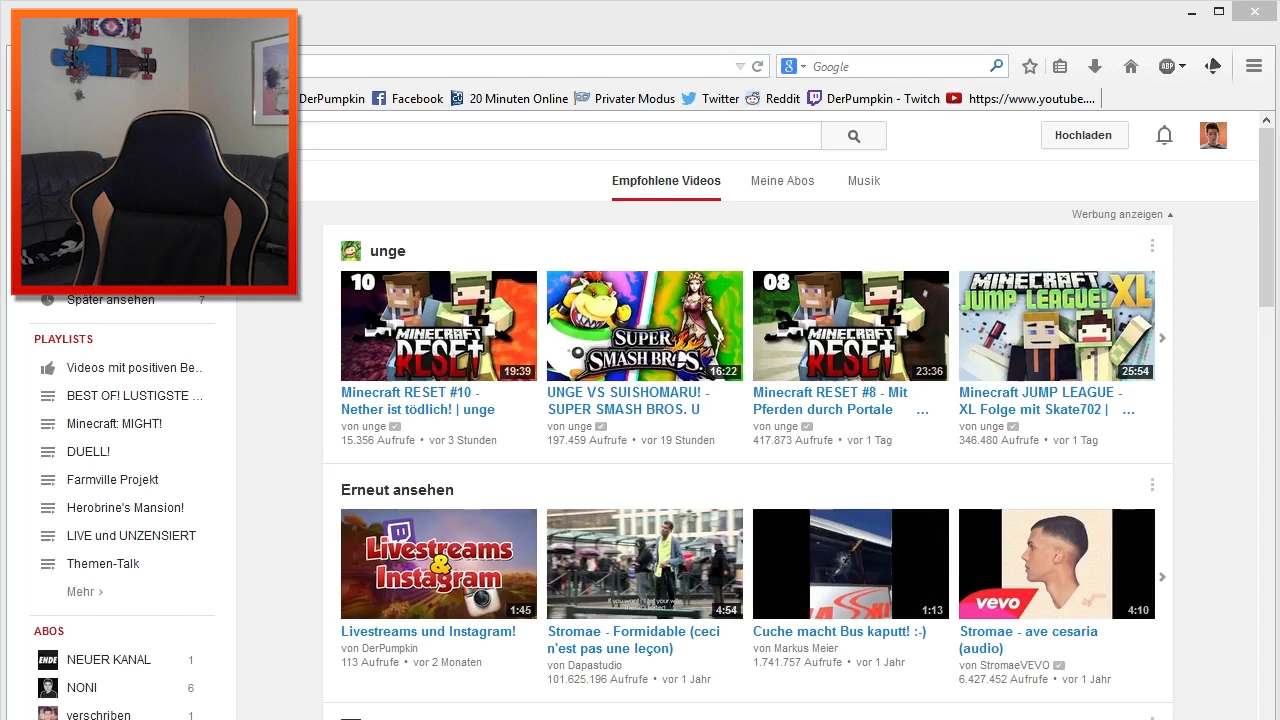 Google
ABP
DerPumpkin
Facebook
20 Minuten Online
Privater Modus
Twitter
Reddit
DerPumpkin - Twitch
https://www.youtube....
Hochladen
Empfohlene Videos
Meine Abos
Musik
Werbung anzeigen
unge
10
MINECRAFT
RESET
19:39
SUPER
SMASH BROS.
16:22
08
MINECRAFT
RESET
23:36
MINECRAFT
JUMP LEAGUE! XL
25:54
Minecraft RESET #10 -
Nether ist tödlich! | unge
von unge
15.356 Aufrufe • vor 3 Stunden
UNGE VS SUISHOMARU! -
SUPER SMASH BROS. U
von unge
197.459 Aufrufe • vor 19 Stunden
Minecraft RESET #8 - Mit
Pferden durch Portale ...
von unge
417.873 Aufrufe • vor 1 Tag
Minecraft JUMP LEAGUE -
XL Folge mit Skate702 | ...
von unge
346.480 Aufrufe • vor 1 Tag
Später ansehen 7
PLAYLISTS
Videos mit positiven Be..
BEST OF! LUSTIGSTE ...
Minecraft: MIGHT!
DUELL!
Farmville Projekt
Herobrine's Mansion!
LIVE und UNZENSIERT
Themen-Talk
Mehr ›
ABOS
ENDE
NEUER KANAL 1
NONI 6
verschriben 1
Erneut ansehen
Livestreams
&
Instagram
1:45
If you want I'll tell your wife
4:54
1:13
vevo
4:10
Livestreams und Instagram!
von DerPumpkin
113 Aufrufe • vor 2 Monaten
Stromae - Formidable (ceci
n'est pas une leçon)
von Dapastudio
101.625.196 Aufrufe • vor 1 Jahr
Cuche macht Bus kaputt! :-)
von Markus Meier
1.741.757 Aufrufe • vor 1 Jahr
Stromae - ave cesaria
(audio)
von StromaeVEVO
6.427.452 Aufrufe • vor 1 Jahr